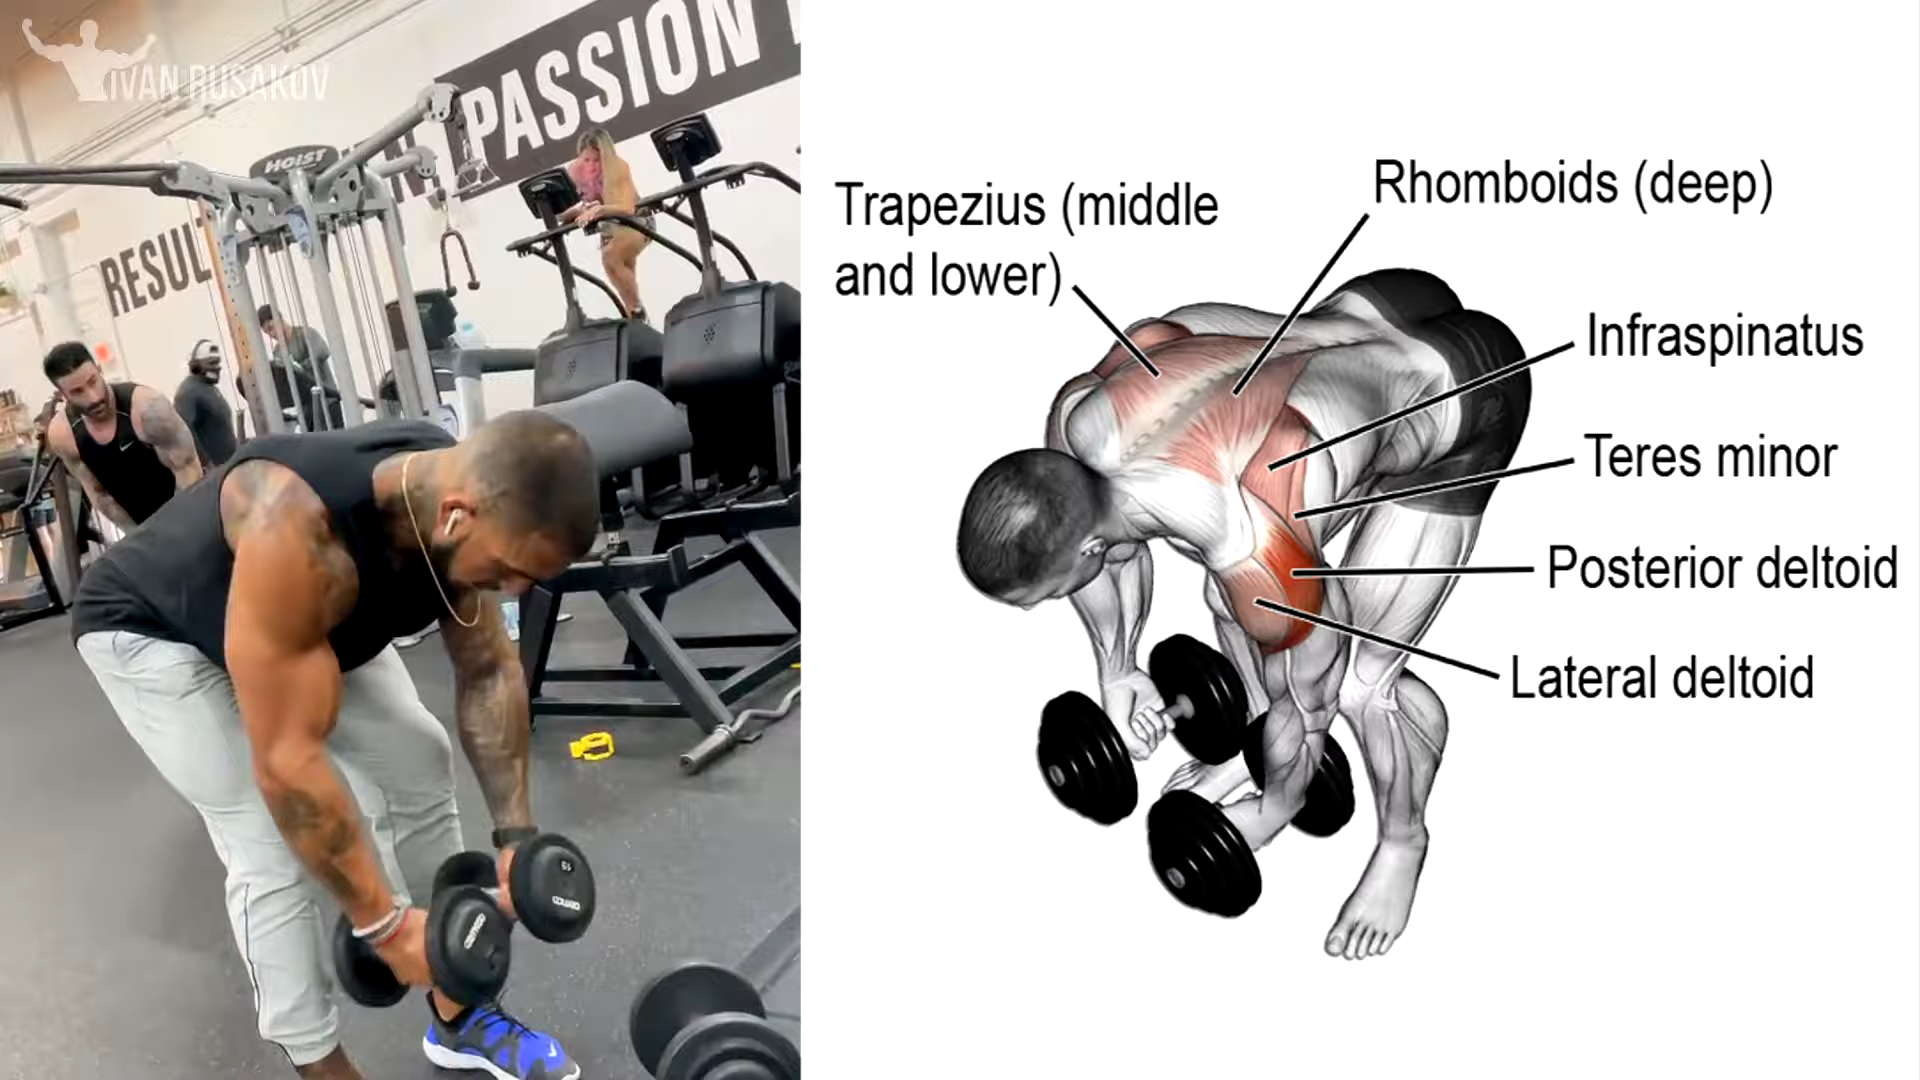 IVAN RUSAKOV
PASSION
HOIST
RESUL
Trapezius (middle
and lower)
Rhomboids (deep)
Infraspinatus
Teres minor
Posterior deltoid
Lateral deltoid